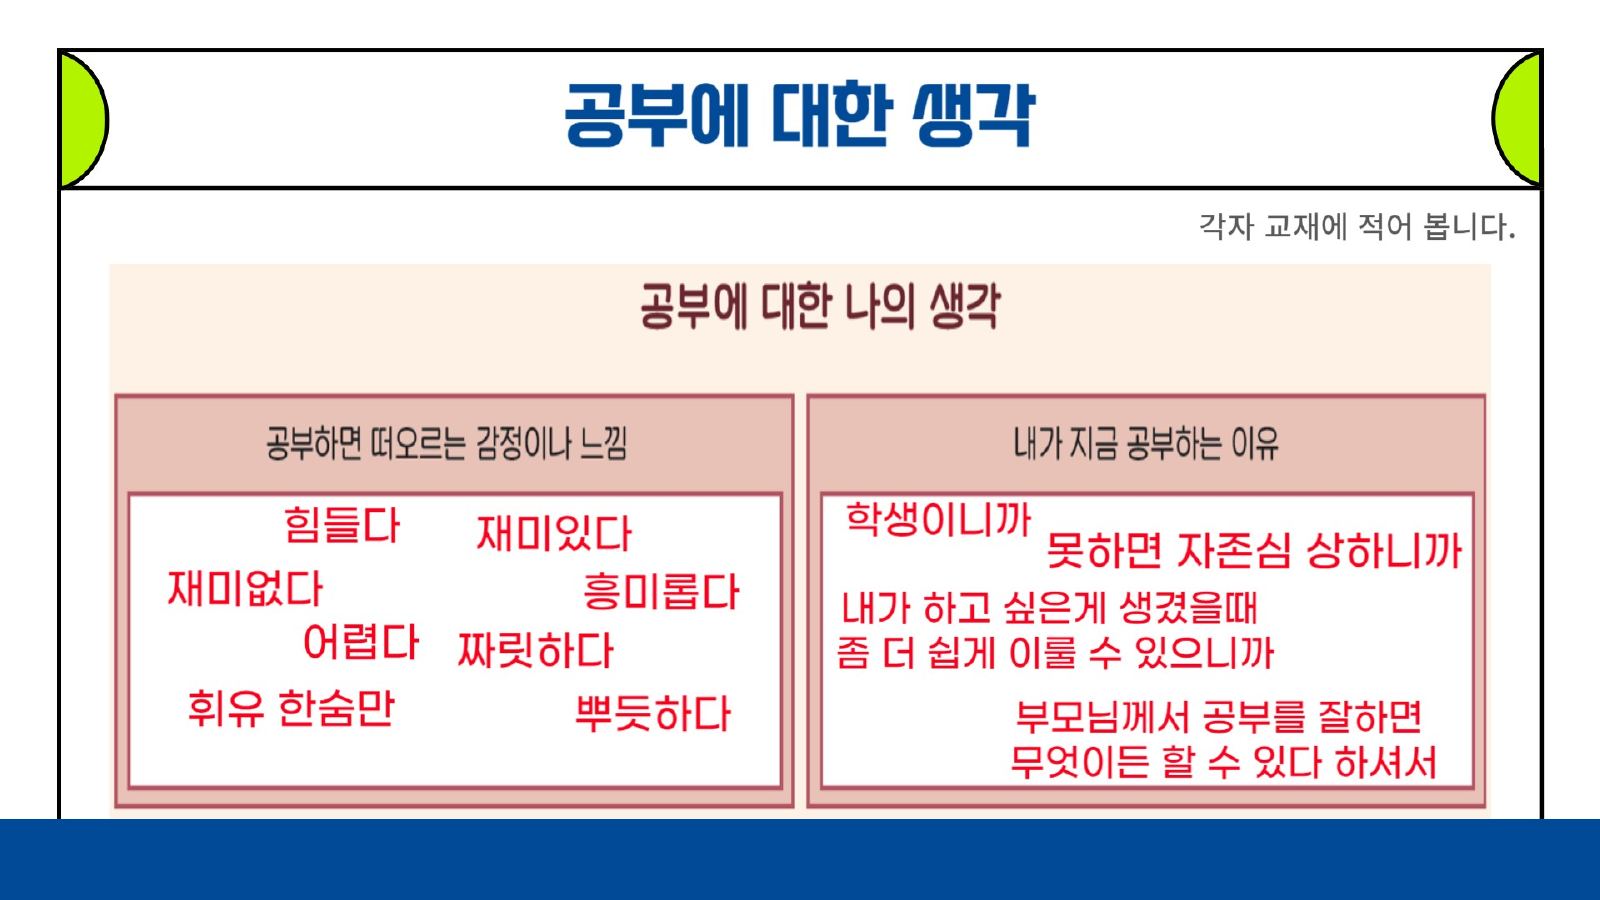 공부에 대한 생각
각자 교재에 적어 봅니다.
공부에 대한 나의 생각
공부하면 떠오르는 감정이나 느낌
힘들다
재미있다
재미없다
흥미롭다
어렵다
짜릿하다
휘유 한숨만
뿌듯하다
내가 지금 공부하는 이유
학생이니까
못하면 자존심 상하니까
내가 하고 싶은게 생겼을때
좀 더 쉽게 이룰 수 있으니까
부모님께서 공부를 잘하면
무엇이든 할 수 있다 하셔서